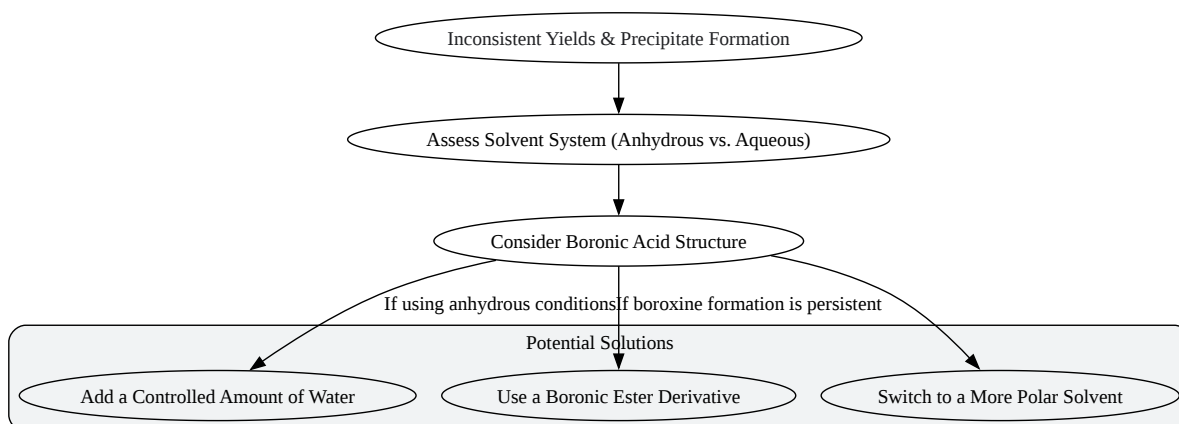 Inconsistent Yields & Precipitate Formation
Assess Solvent System (Anhydrous vs. Aqueous)
Consider Boronic Acid Structure
If using anhydrous conditions
If boroxine formation is persistent
Potential Solutions
Add a Controlled Amount of Water
Use a Boronic Ester Derivative
Switch to a More Polar Solvent